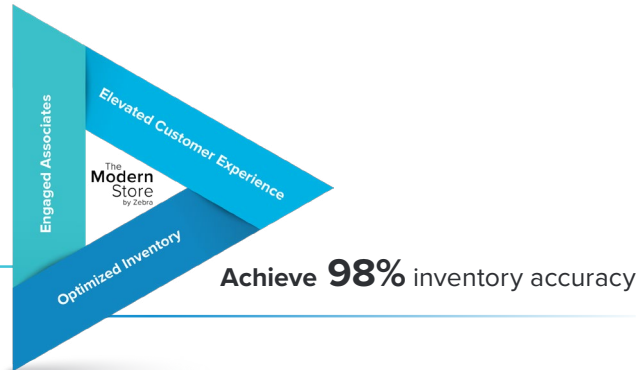 Engaged Associates
Elevated Customer Experience
The
Modern
Store
by Zebra
Optimized Inventory
Achieve 98% inventory accuracy